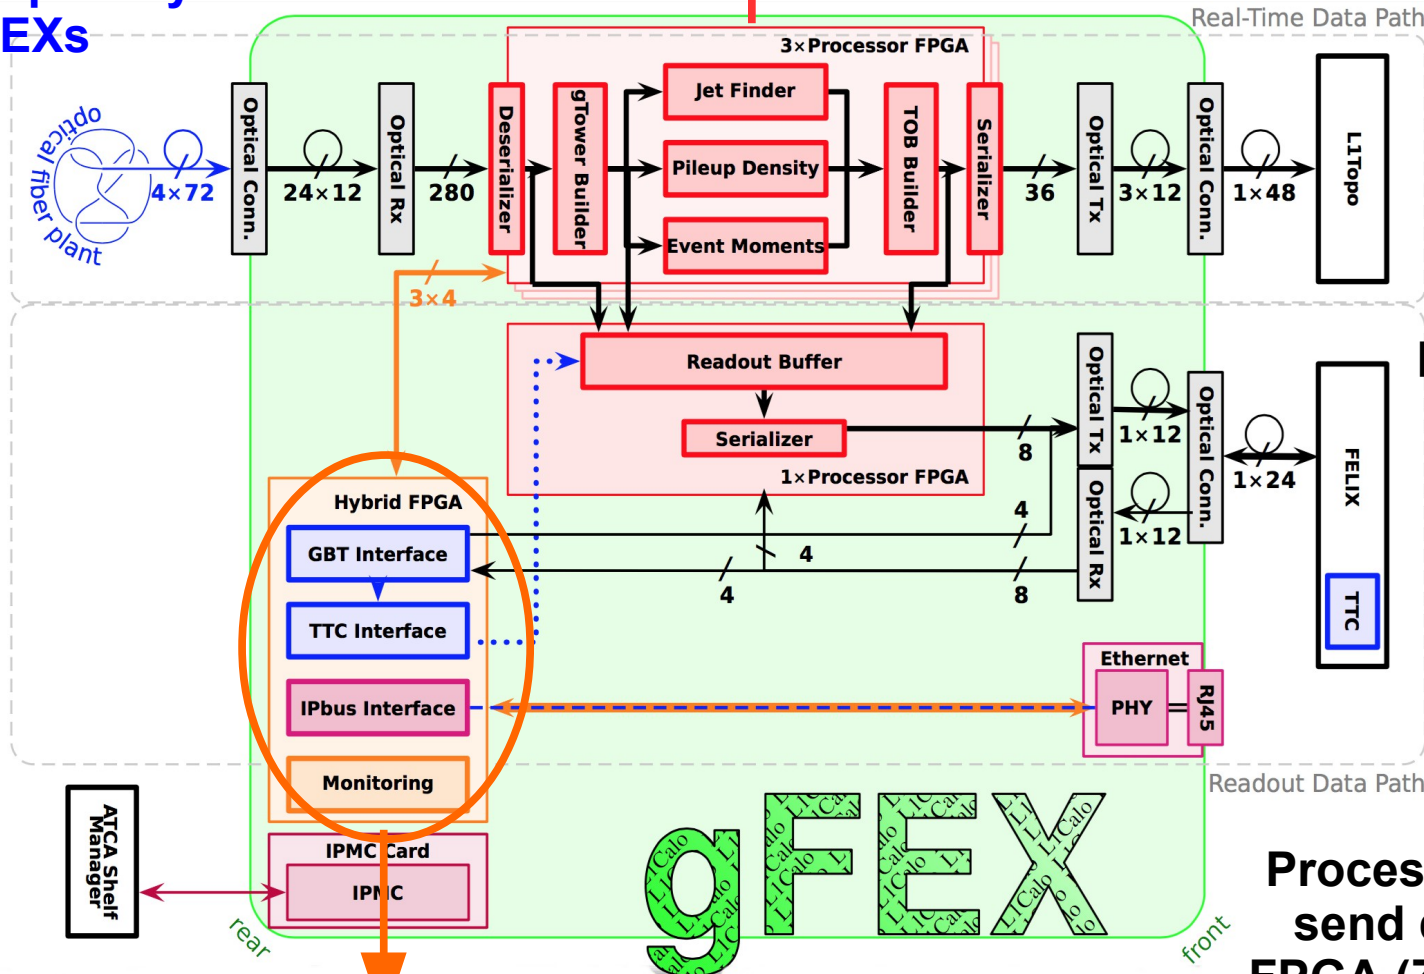 EXs
Real-Time Data Path
3×Processor FPGA
optical fiber plant
4×72
Optical Conn.
24×12
Optical Rx
280
Deserializer
gTower Builder
Jet Finder
Pileup Density
Event Moments
TOB Builder
Serializer
36
Optical Tx
3×12
Optical Conn.
1×48
L1Topo
3×4
Readout Buffer
Serializer
8
1×Processor FPGA
Optical Tx
1×12
Optical Conn.
1×24
FELIX
TTC
Optical Rx
1×12
Hybrid FPGA
GBT Interface
4
4
4
8
TTC Interface
IPbus Interface
Monitoring
Ethernet
PHY
RJ45
Readout Data Path
ATCA Shelf
Manager
IPMC Card
IPMC
rear
gFEX
L1Calo
front
send
FPGA